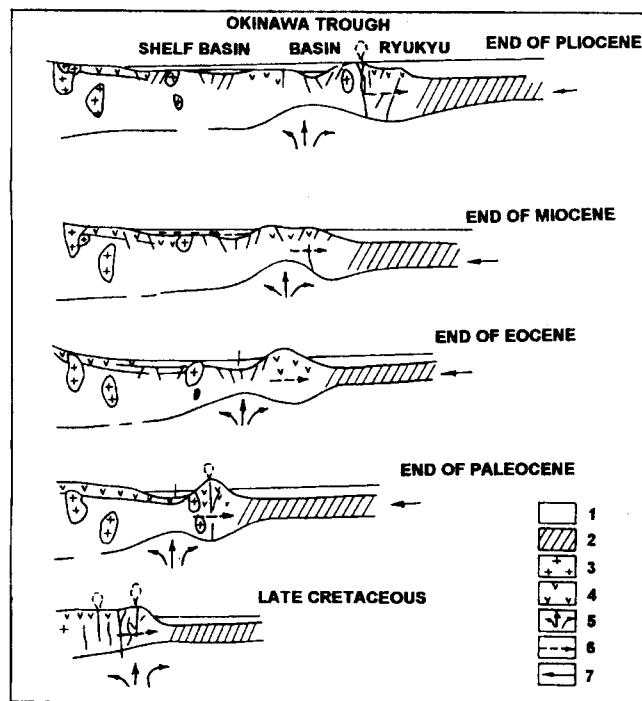 OKINAWA TROUGH
SHELF BASIN BASIN RYUKYU END OF PLIOCENE
END OF MIOCENE
END OF EOCENE
END OF PALEOCENE
LATE CRETACEOUS
1
2
3
4
5
6
7